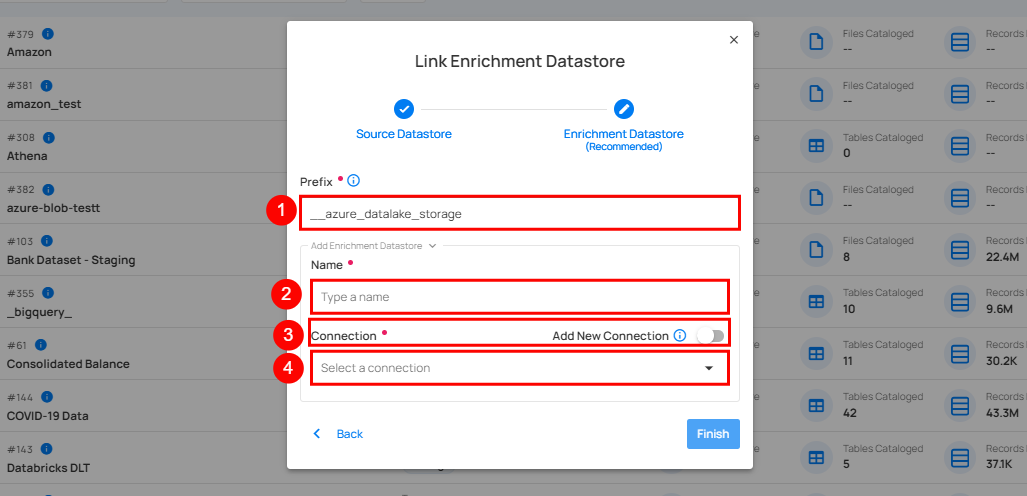 Link Enrichment Datastore
Source Datastore
Enrichment Datastore
(Recommended)
Prefix
1
__azure_datalake_storage
Add Enrichment Datastore
Name
2
Type a name
3
Connection
Add New Connection
4
Select a connection
Back
Finish
#379
Amazon
Files Cataloged
--
Records
--
#381
amazon_test
Files Cataloged
--
Records
--
#308
Athena
Tables Cataloged
0
Records
--
#382
azure-blob-testt
Files Cataloged
--
Records
--
#103
Bank Dataset - Staging
Files Cataloged
8
Records
22.4M
#355
_bigquery_
Tables Cataloged
10
Records
9.6M
#61
Consolidated Balance
Tables Cataloged
11
Records
30.2K
#144
COVID-19 Data
Tables Cataloged
42
Records
43.3M
#143
Databricks DLT
Tables Cataloged
5
Records
37.1K